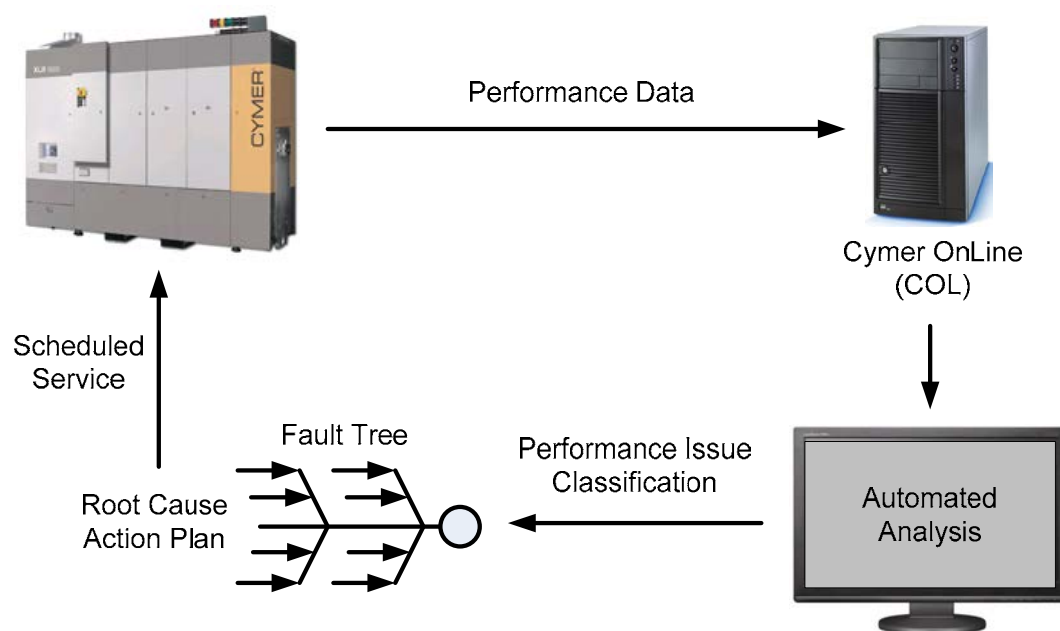 XLR
CYMER
Performance Data
Cymer OnLine
(COL)
Scheduled
Service
Fault Tree
Performance Issue
Classification
Automated
Analysis
Root Cause
Action Plan